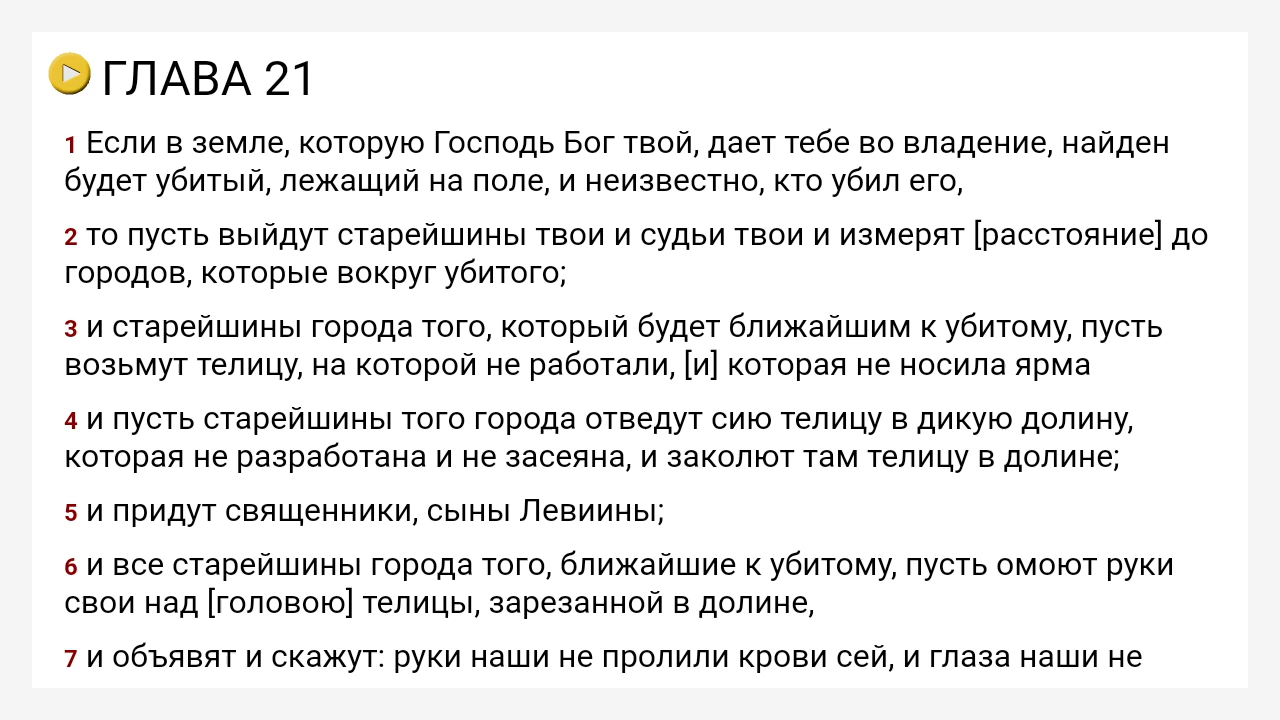 ГЛАВА 21
1 Если в земле, которую Господь Бог твой, дает тебе во владение, найден
будет убитый, лежащий на поле, и неизвестно, кто убил его,
2 то пусть выйдут старейшины твои и судьи твои и измерят [расстояние] до
городов, которые вокруг убитого;
3 и старейшины города того, который будет ближайшим к убитому, пусть
возьмут телицу, на которой не работали, [и] которая не носила ярма
4 и пусть старейшины того города отведут сию телицу в дикую долину,
которая не разработана и не засеяна, и заколют там телицу в долине;
5 и придут священники, сыны Левиины;
6 и все старейшины города того, ближайшие к убитому, пусть омоют руки
свои над [головою] телицы, зарезанной в долине,
7 и объявят и скажут: руки наши не пролили крови сей, и глаза наши не